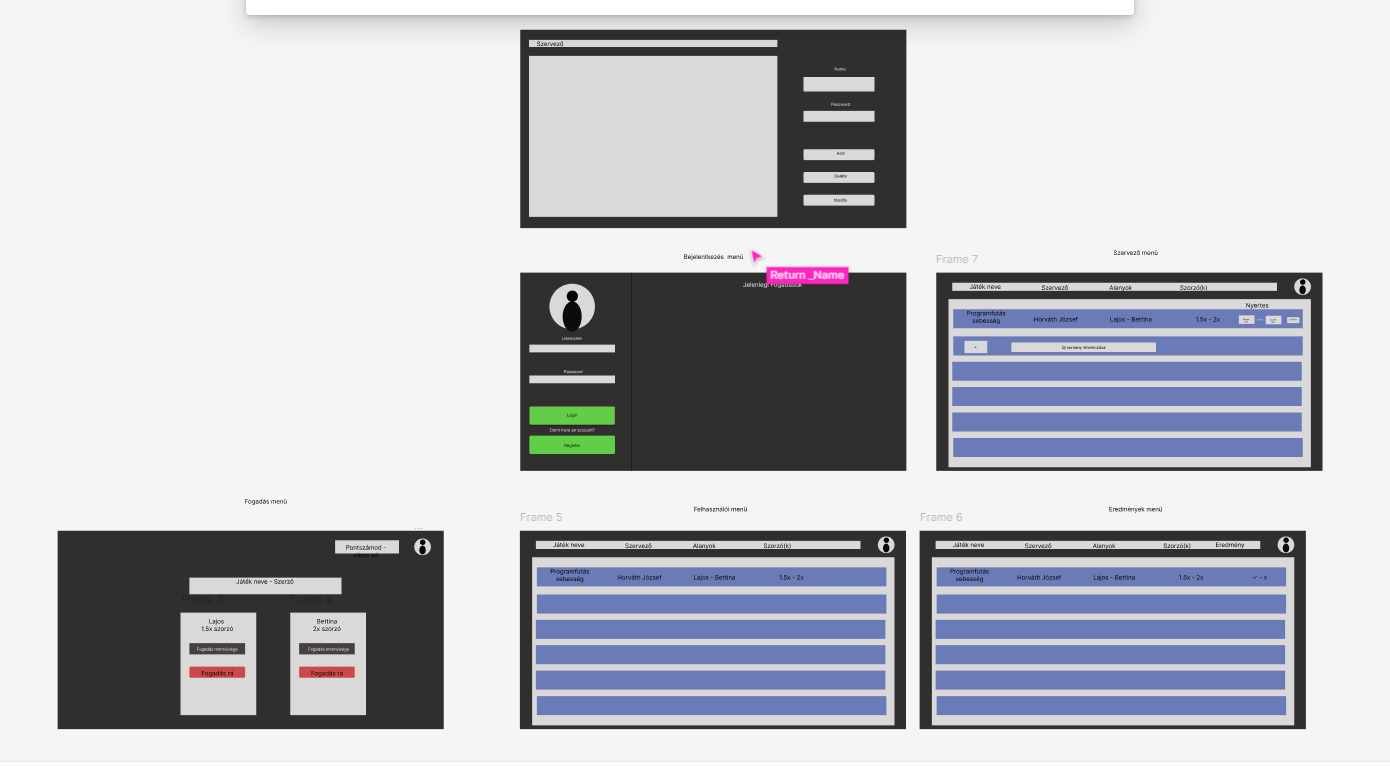 Szervező
Name
Password
Add
Delete
Modify
Bejelentkezés menü
Return _Name
Jelenlegi Fogadások
Username
Password
Login
Don't have an account?
Register
Szervező menü
Frame 7
Játék neve Szervező Alanyok Szorzó(k)
Nyertes
Programfutás sebesség Horváth József Lajos - Bettina 1.5x - 2x
Új verseny létrehozása
Fogadás menü
...
Pontszámod -
Játék neve - Szerző
Frame 3
Frame 4
Lajos
1.5x szorzó
Fogadás mennyisége
Fogadás rá
Bettina
2x szorzó
Fogadás mennyisége
Fogadás rá
Felhasználói menü
Frame 5
Játék neve Szervező Alanyok Szorzó(k)
Programfutás sebesség Horváth József Lajos - Bettina 1.5x - 2x
Eredmények menü
Frame 6
Játék neve Szervező Alanyok Szorzó(k) Eredmény
Programfutás sebesség Horváth József Lajos - Bettina 1.5x - 2x ✓ - x